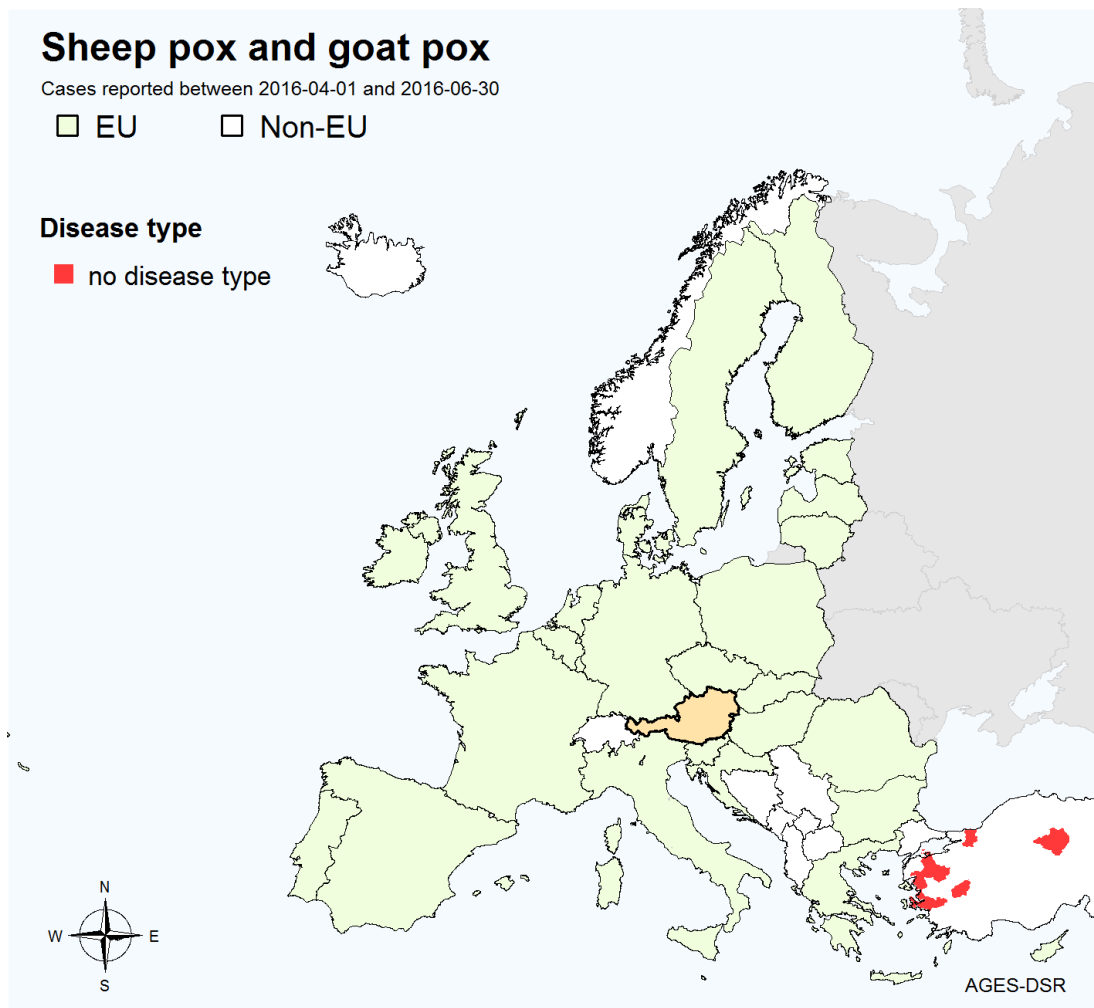 Sheep pox and goat pox
Cases reported between 2016-04-01 and 2016-06-30
EU Non-EU
Disease type
no disease type
N
W E
S
AGES-DSR